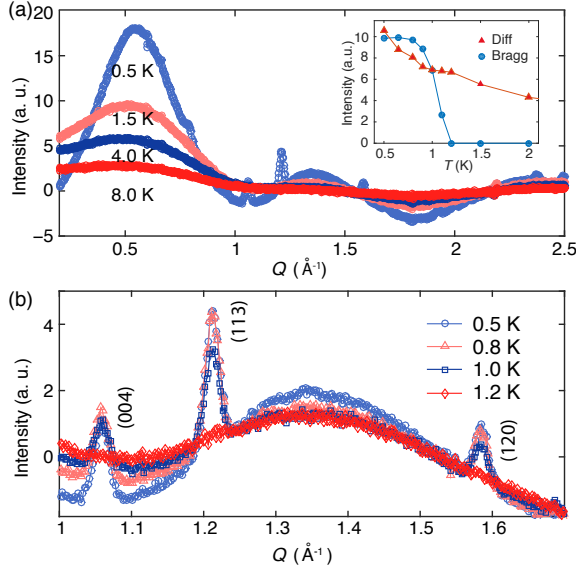 (a)
20
15
10
5
0
−5
Intensity (a. u.)
0.5 K
1.5 K
4.0 K
8.0 K
0.5
1
1.5
2
2.5
Q (Å⁻¹)
10
8
6
4
2
0
Intensity (a. u.)
Diff
Bragg
0.5
1
1.5
2
T (K)
(b)
4
2
0
Intensity (a. u.)
(004)
(113)
(120)
0.5 K
0.8 K
1.0 K
1.2 K
1
1.1
1.2
1.3
1.4
1.5
1.6
Q (Å⁻¹)